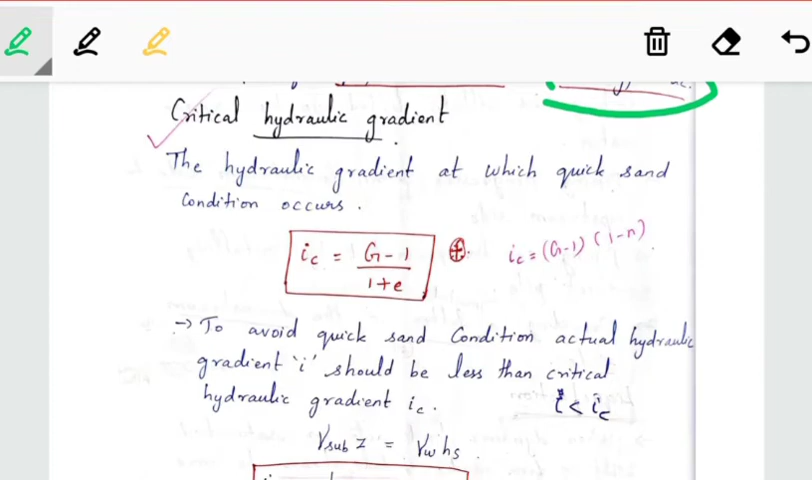 Critical hydraulic gradient.
The hydraulic gradient at which quick sand
condition occurs.
ic = G-1 / 1+e
ic = (G-1) (1-n)
→ To avoid quick sand condition actual hydraulic
gradient 'i' should be less than critical
hydraulic gradient ic.
i < ic
γsub z = γw hs.